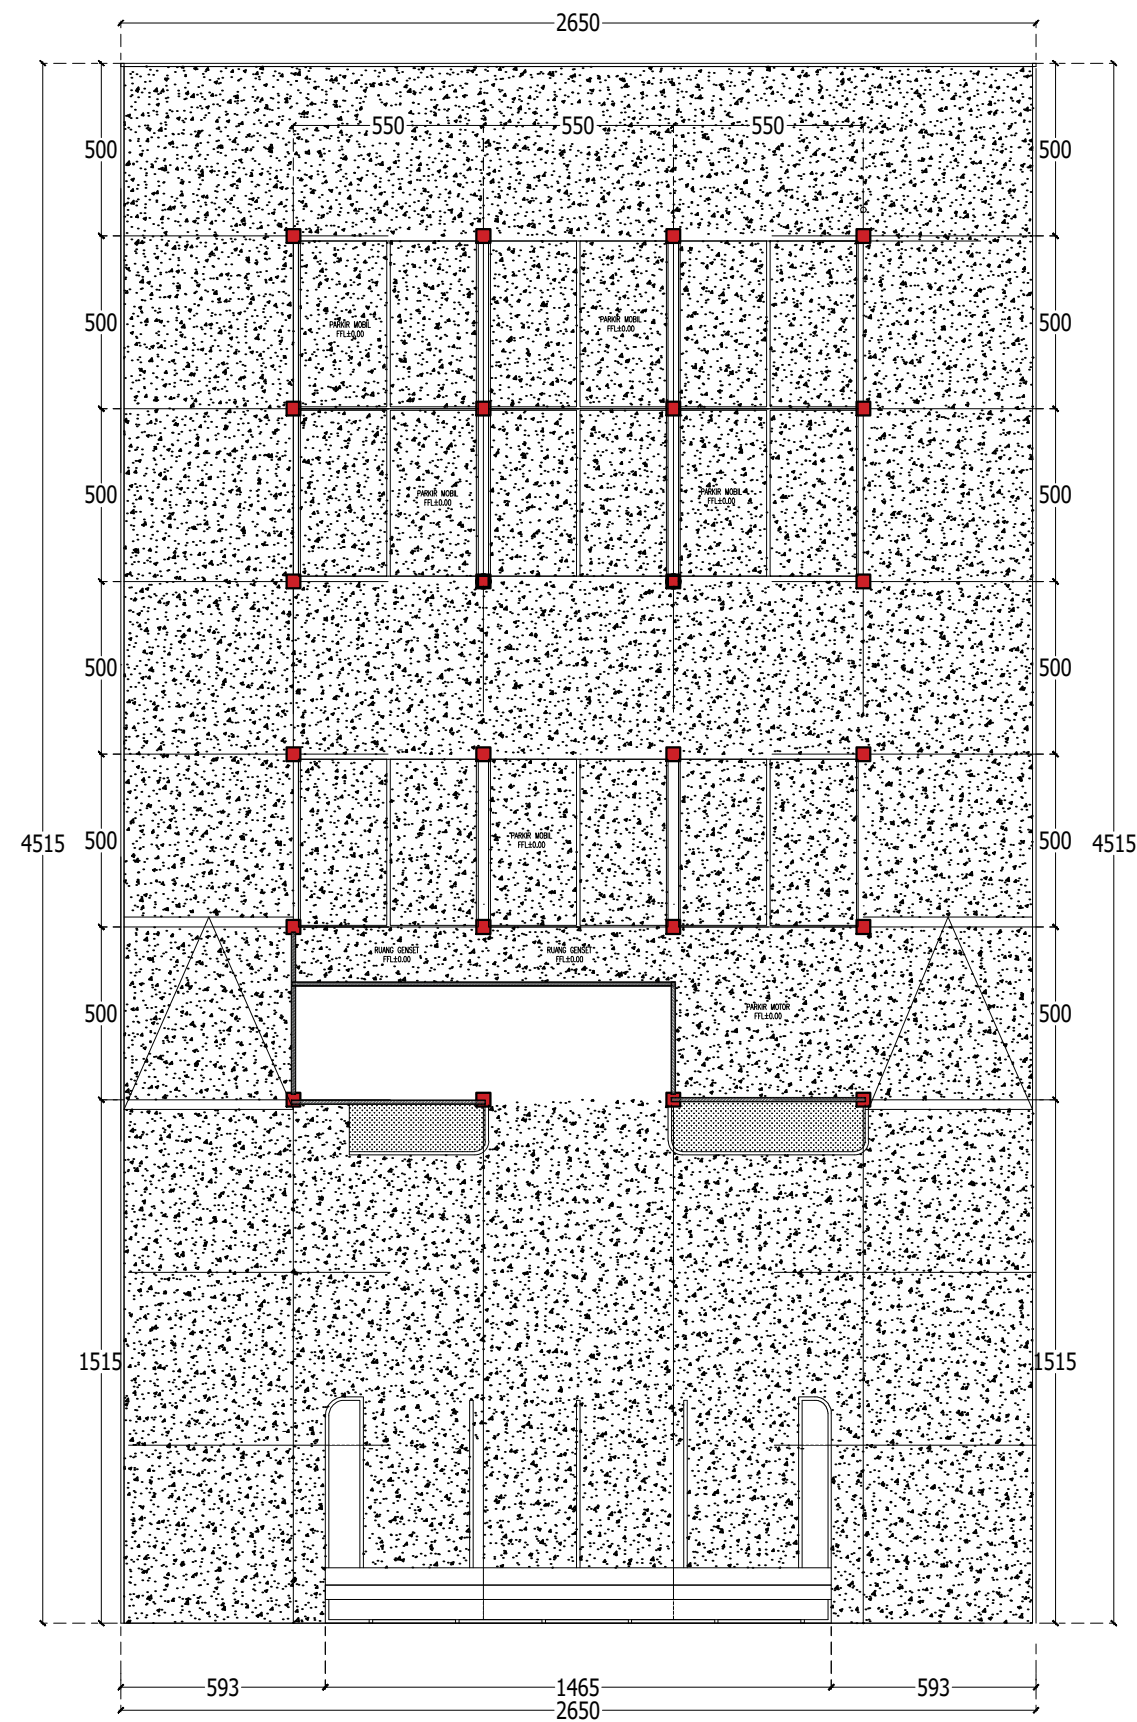 2650
550 550 550
500 500
PARKIR MOBIL PARKIR MOBIL
FFL±0.00 FFL±0.00
500 500
PARKIR MOBIL PARKIR MOBIL
FFL±0.00 FFL±0.00
500 500
500 500
PARKIR MOBIL
FFL±0.00
4515 500 500 4515
RUANG GENSET RUANG GENSET
FFL±0.00 FFL±0.00
PARKIR MOTOR
FFL±0.00
500 500
1515 1515
593 1465 593
2650